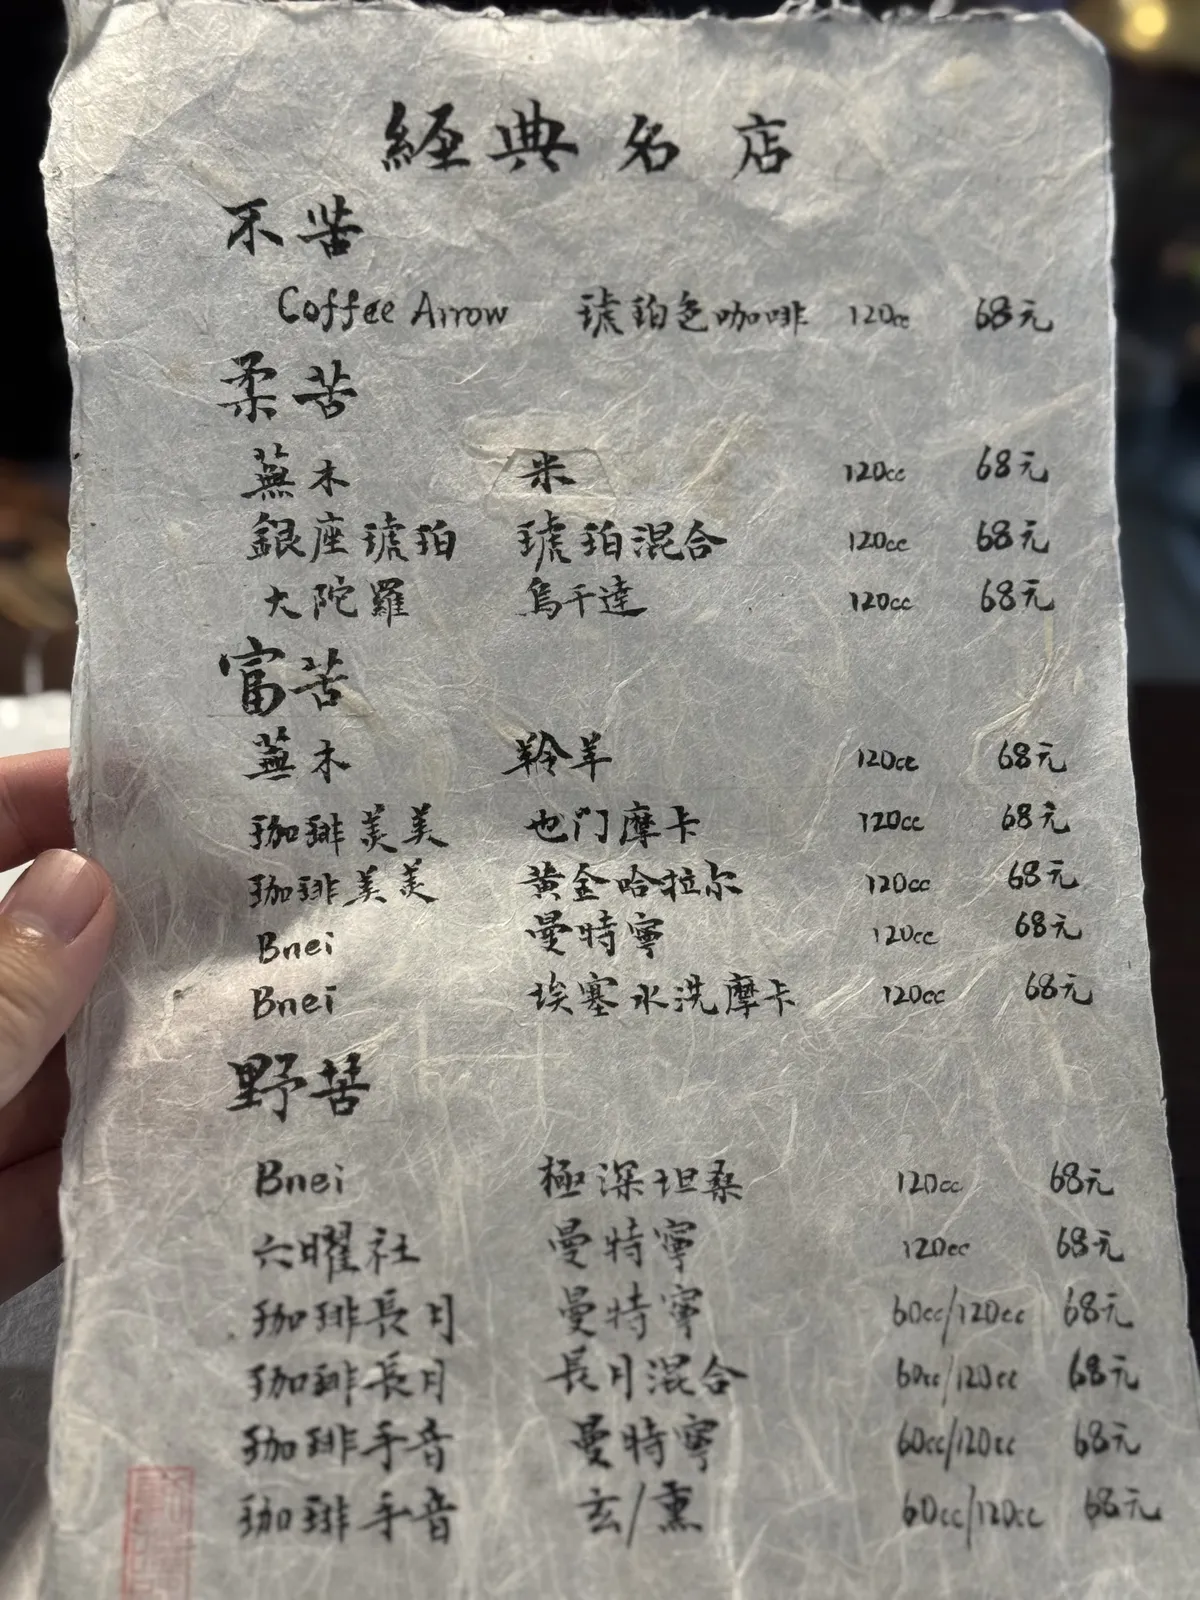 經典名店
不苦
Coffee Arrow 琥珀色咖啡 120cc 68元
柔苦
蕪木 米 120cc 68元
銀座琥珀 琥珀混合 120cc 68元
大陀羅 烏干達 120cc 68元
富苦
蕪木 羚羊 120cc 68元
珈琲美美 也门摩卡 120cc 68元
珈琲美美 黄金哈拉尔 120cc 68元
Bnei 曼特寧 120cc 68元
Bnei 埃塞水洗摩卡 120cc 68元
野苦
Bnei 極深坦桑 120cc 68元
六曜社 曼特寧 120cc 68元
珈琲長月 曼特寧 60cc/120cc 68元
珈琲長月 長月混合 60cc/120cc 68元
珈琲手音 曼特寧 60cc/120cc 68元
珈琲手音 玄/薰 60cc/120cc 68元